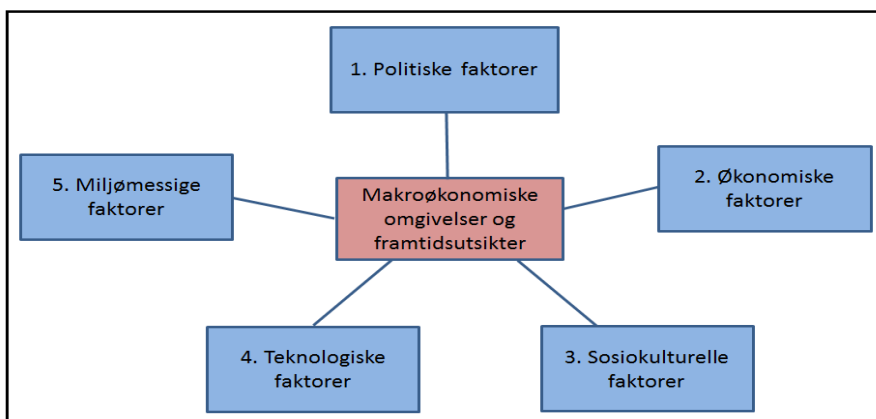 1. Politiske faktorer
2. Økonomiske
faktorer
3. Sosiokulturelle
faktorer
4. Teknologiske
faktorer
5. Miljømessige
faktorer
Makroøkonomiske
omgivelser og
framtidsutsikter